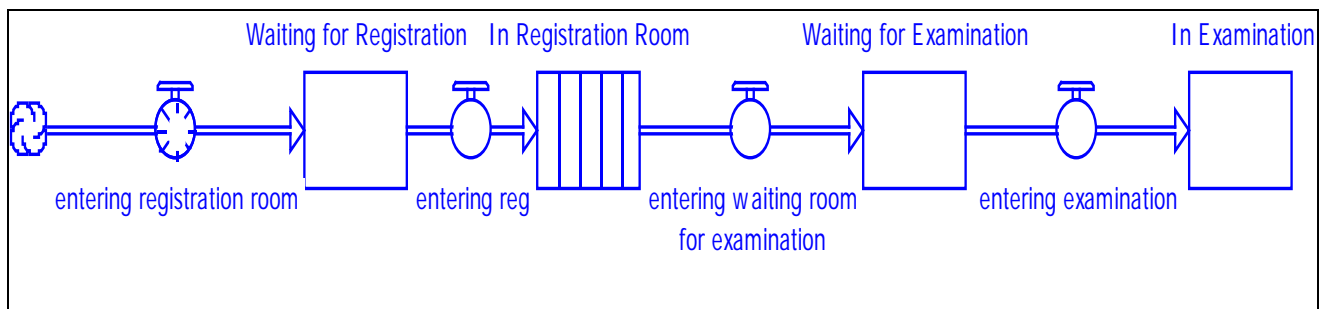 Waiting for Registration In Registration Room Waiting for Examination In Examination
entering registration room entering reg entering waiting room entering examination
for examination